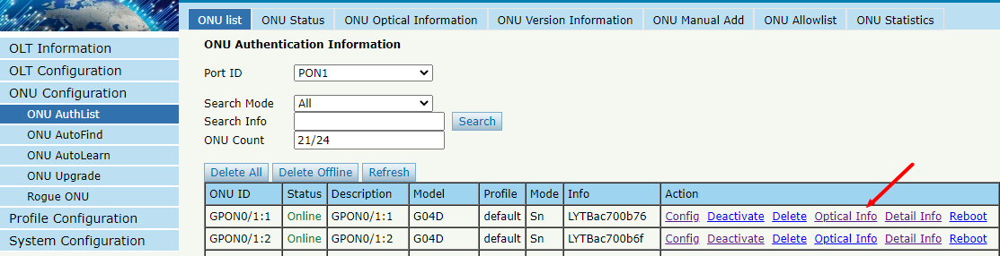 ONU list ONU Status ONU Optical Information ONU Version Information ONU Manual Add ONU Allowlist ONU Statistics
OLT Information
OLT Configuration
ONU Configuration
ONU AuthList
ONU AutoFind
ONU AutoLearn
ONU Upgrade
Rogue ONU
Profile Configuration
System Configuration
ONU Authentication Information
Port ID PON1
Search Mode All
Search Info Search
ONU Count 21/24
Delete All Delete Offline Refresh
ONU ID Status Description Model Profile Mode Info Action
GPON0/1:1 Online GPON0/1:1 G04D default Sn LYTBac700b76 Config Deactivate Delete Optical Info Detail Info Reboot
GPON0/1:2 Online GPON0/1:2 G04D default Sn LYTBac700b6f Config Deactivate Delete Optical Info Detail Info Reboot